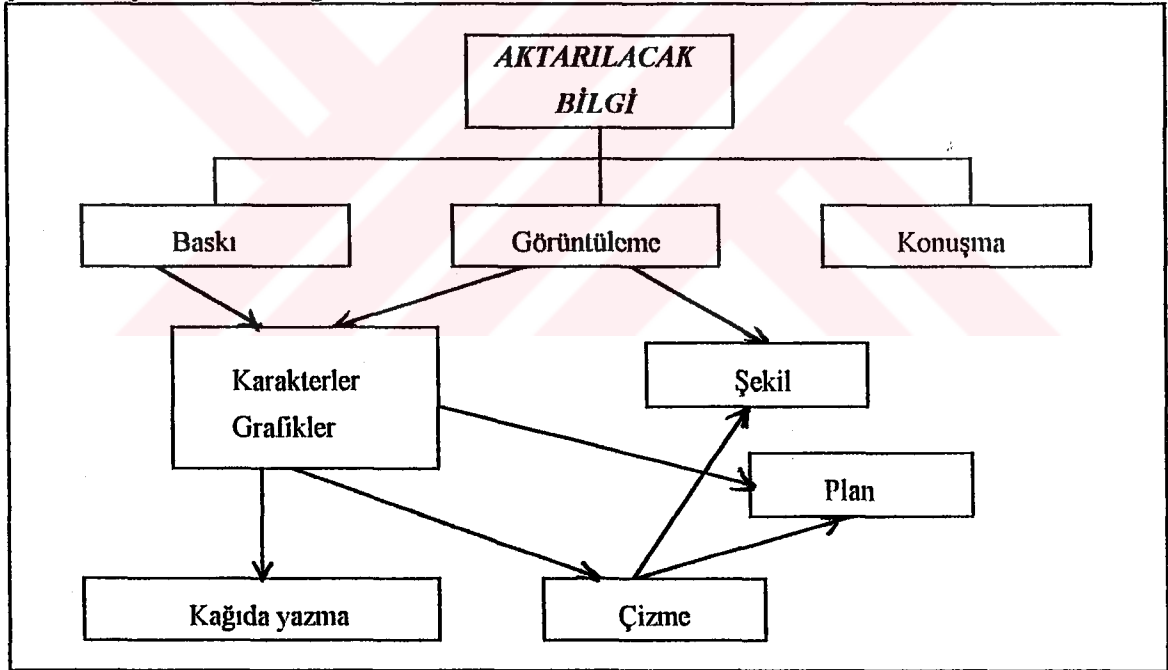 AKTARILACAK
BİLGİ
Baskı
Görüntüleme
Konuşma
Karakterler
Grafikler
Şekil
Plan
Kağıda yazma
Çizme